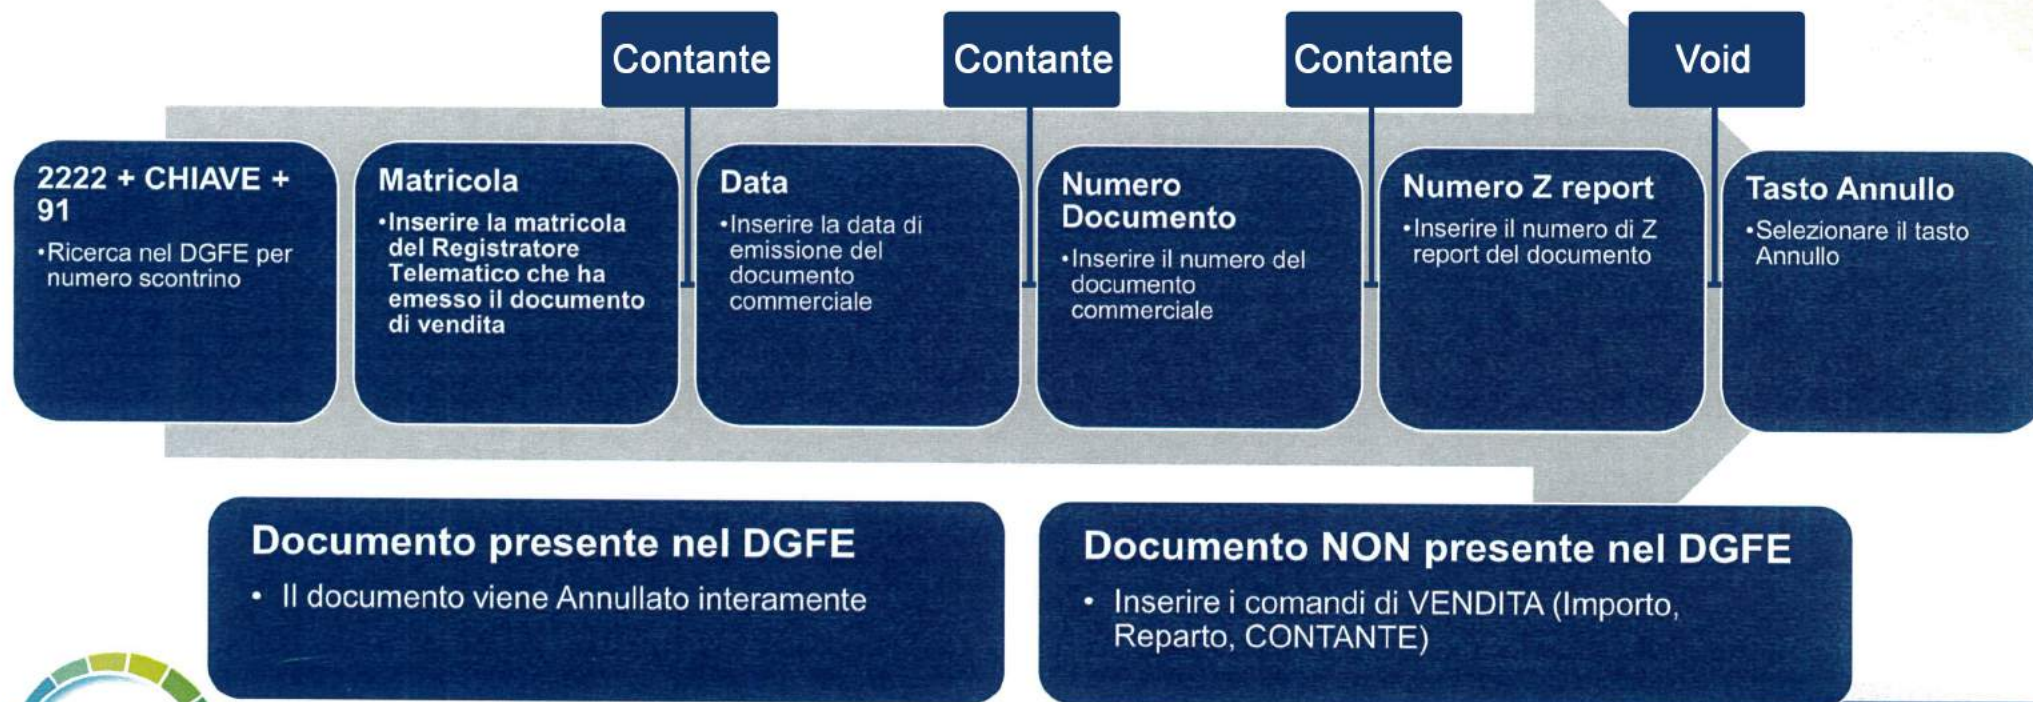 Contante
Contante
Contante
Void
2222 + CHIAVE +
91
•Ricerca nel DGFE per
numero scontrino
Matricola
•Inserire la matricola
del Registratore
Telematico che ha
emesso il documento
di vendita
Data
•Inserire la data di
emissione del
documento
commerciale
Numero
Documento
•Inserire il numero del
documento
commerciale
Numero Z report
•Inserire il numero di Z
report del documento
Tasto Annullo
•Selezionare il tasto
Annullo
Documento presente nel DGFE
• Il documento viene Annullato interamente
Documento NON presente nel DGFE
• Inserire i comandi di VENDITA (Importo,
Reparto, CONTANTE)